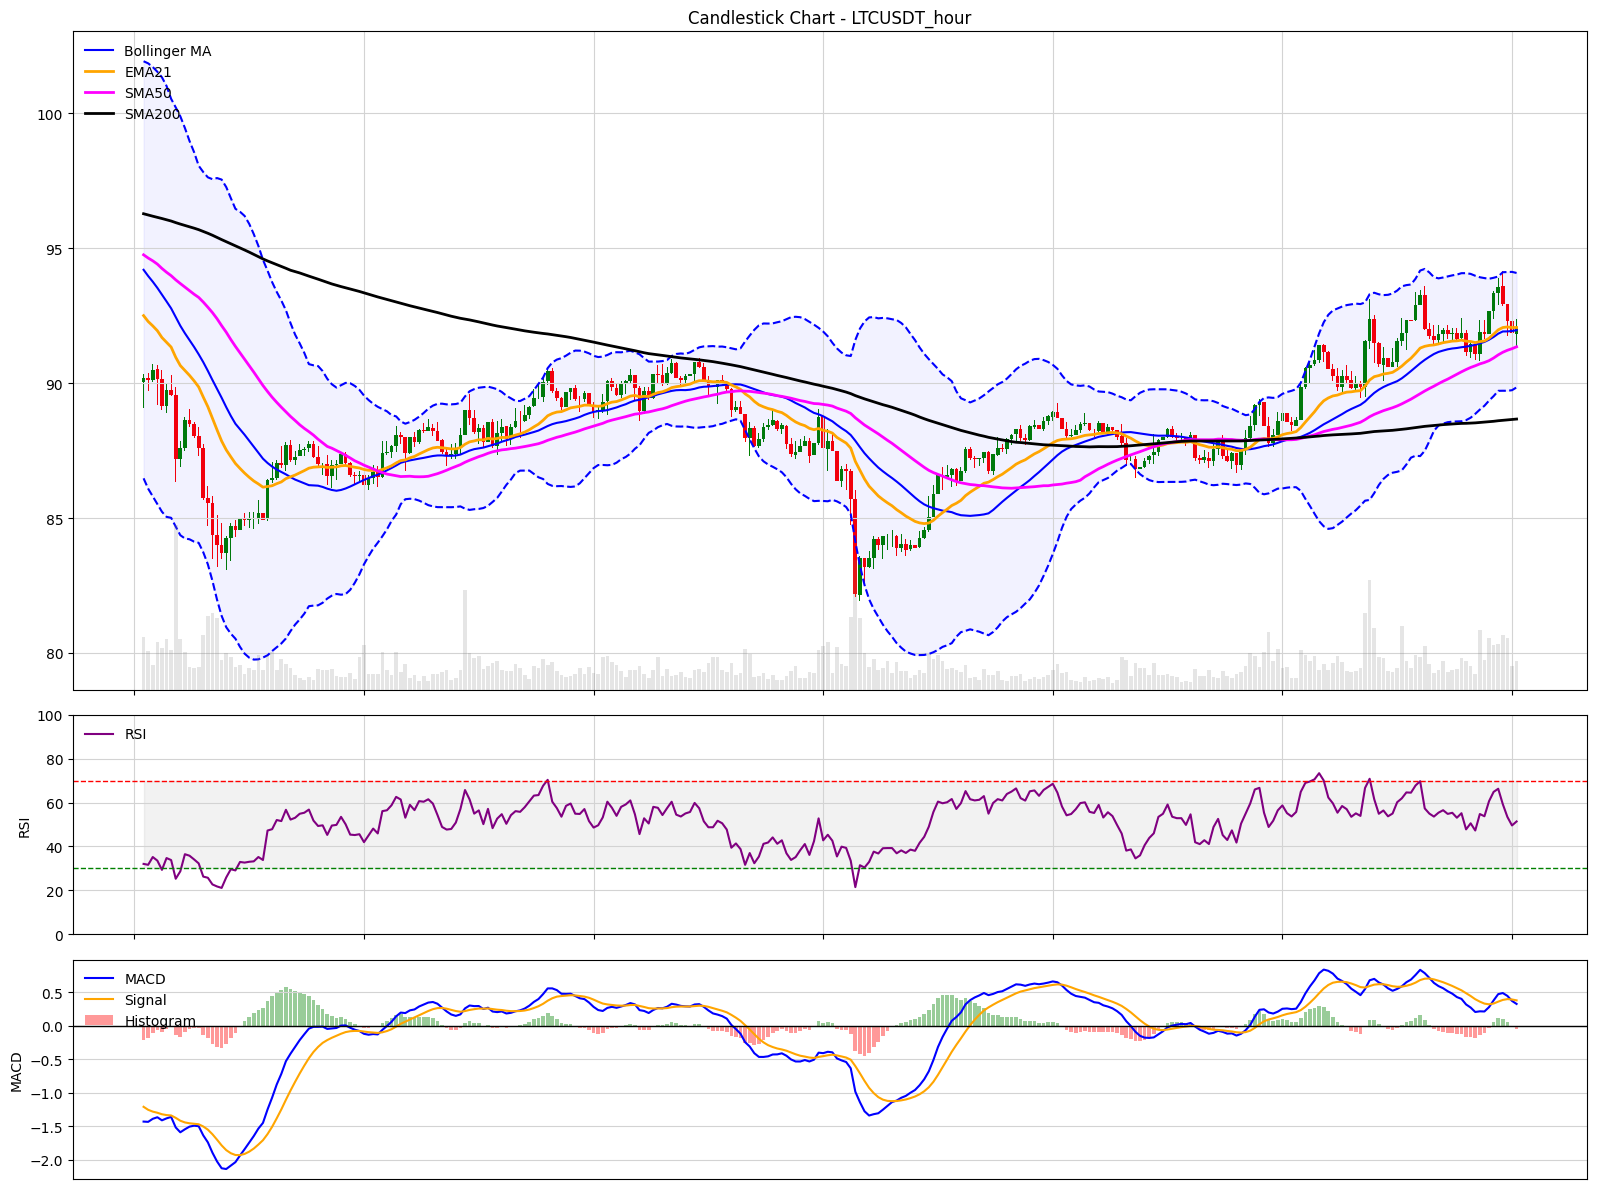 Candlestick Chart - LTCUSDT_hour
Bollinger MA
EMA21
SMA50
SMA200
100
95
90
85
80
RSI
100
80
60
40
20
0
RSI
MACD
Signal
Histogram
0.5
0.0
−0.5
−1.0
−1.5
−2.0
MACD